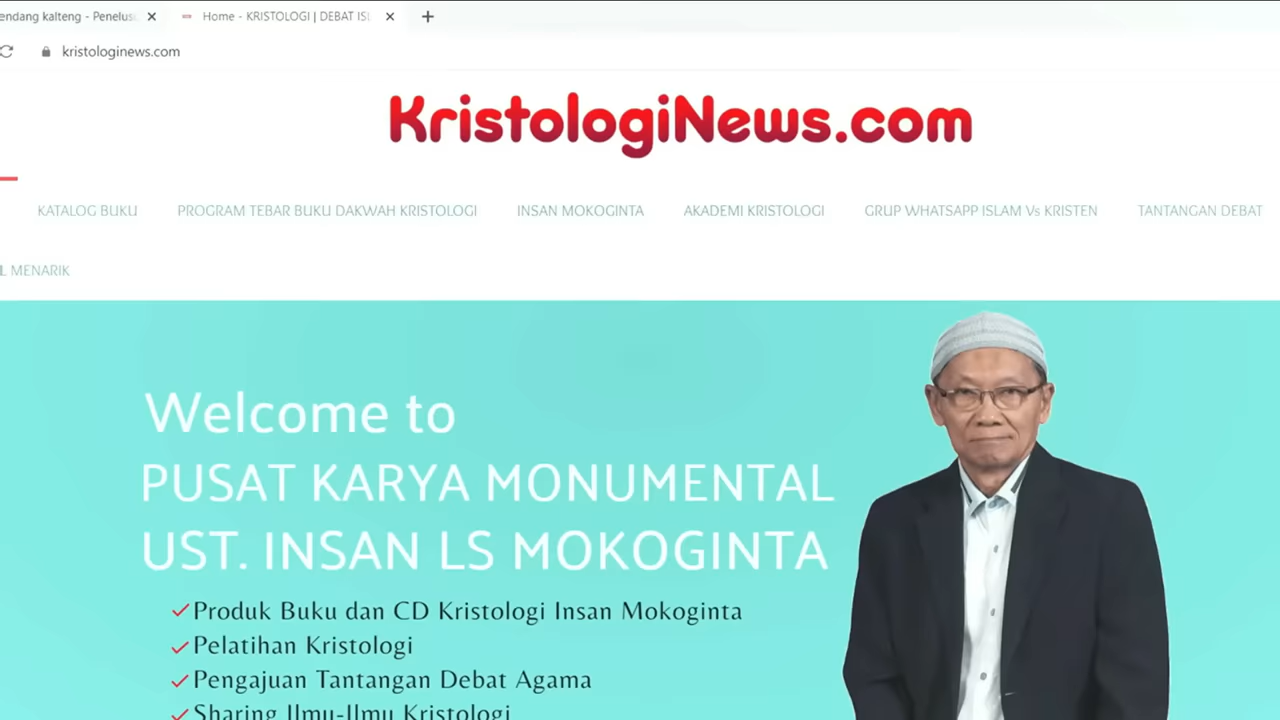 endang kalteng - Penelus
Home - KRISTOLOGI | DEBAT ISL
kristologinews.com
KristologiNews.com
KATALOG BUKU
PROGRAM TEBAR BUKU DAKWAH KRISTOLOGI
INSAN MOKOGINTA
AKADEMI KRISTOLOGI
GRUP WHATSAPP ISLAM Vs KRISTEN
TANTANGAN DEBAT
L MENARIK
Welcome to
PUSAT KARYA MONUMENTAL
UST. INSAN LS MOKOGINTA
Produk Buku dan CD Kristologi Insan Mokoginta
Pelatihan Kristologi
Pengajuan Tantangan Debat Agama
Sharing Ilmu-Ilmu Kristologi